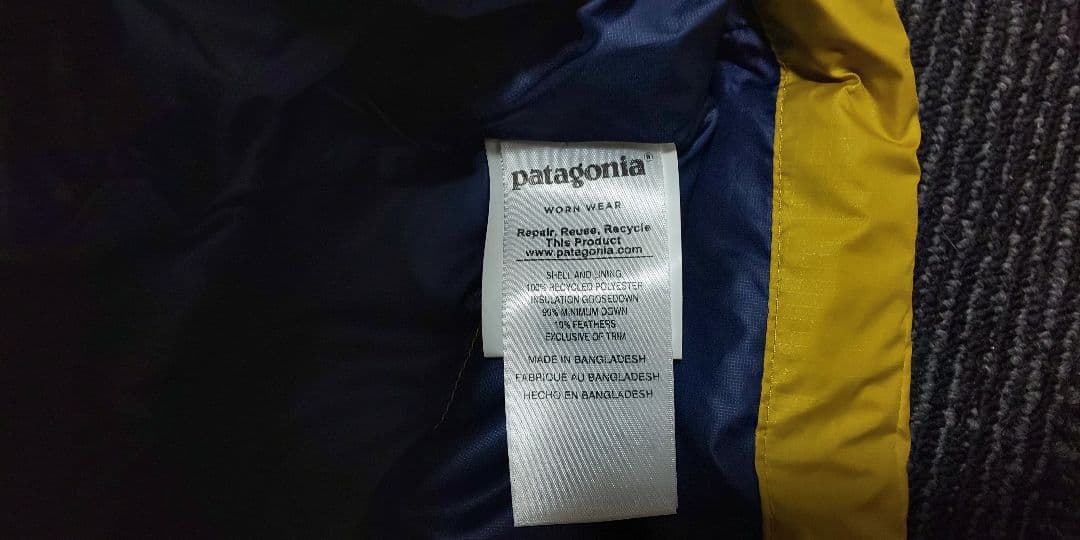 patagonia®
WORN WEAR
Repair, Reuse, Recycle
This Product
www.patagonia.com
SHELL AND LINING
100% RECYCLED POLYESTER
INSULATION GOOSEDOWN
90% MINIMUM DOWN
10% FEATHERS
EXCLUSIVE OF TRIM
MADE IN BANGLADESH
FABRIQUE AU BANGLADESH
HECHO EN BANGLADESH